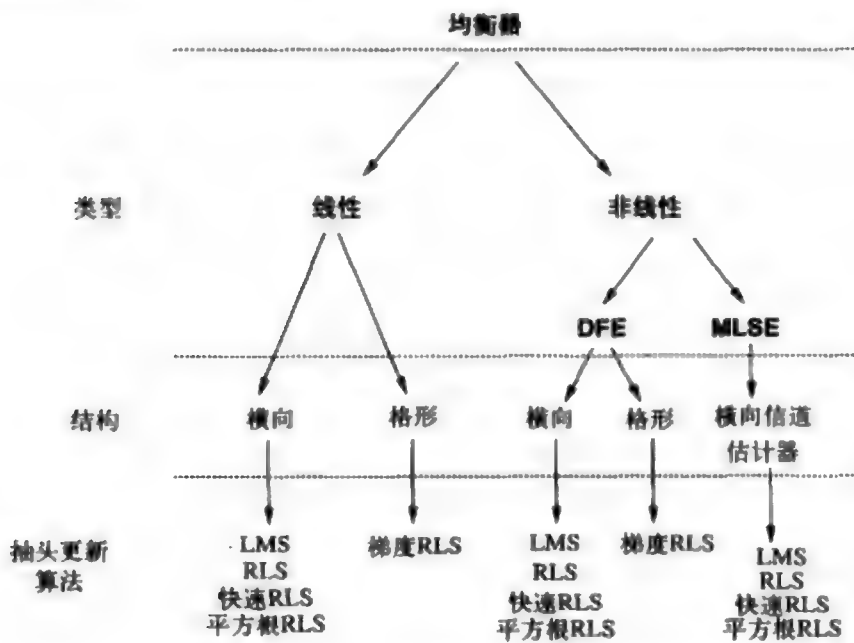 均衡器
类型
线性
非线性
DFE
MLSE
结构
横向
格形
横向
格形
横向信道
估计器
抽头更新
算法
LMS
RLS
快速RLS
平方根RLS
梯度RLS
LMS
RLS
快速RLS
平方根RLS
梯度RLS
LMS
RLS
快速RLS
平方根RLS